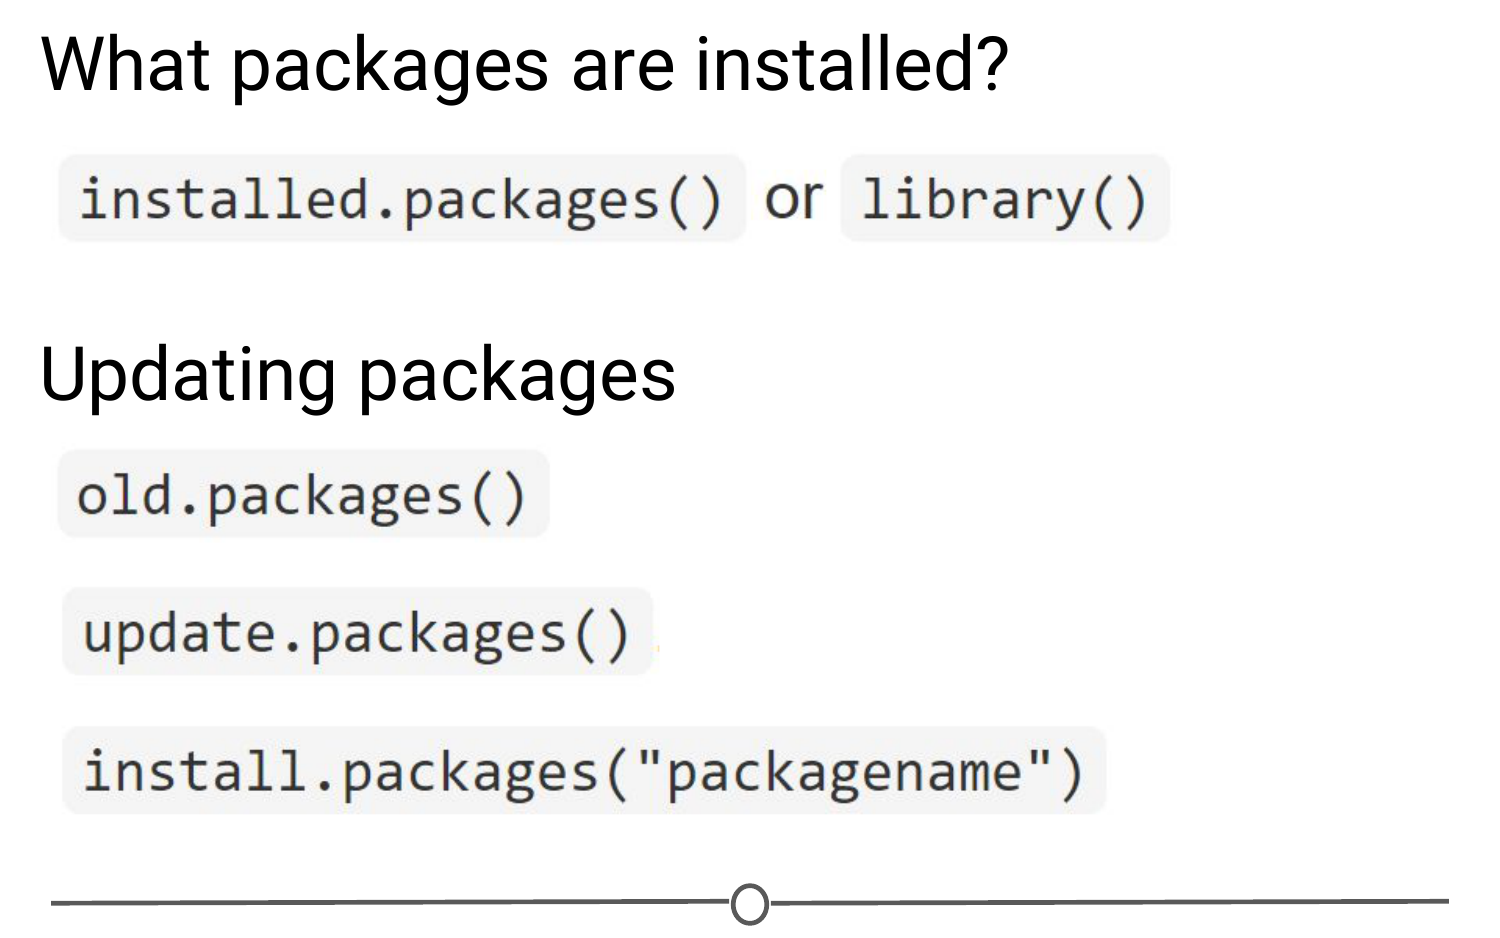 What packages are installed?
installed.packages() or library()
Updating packages
old.packages()
update.packages()
install.packages("packagename")